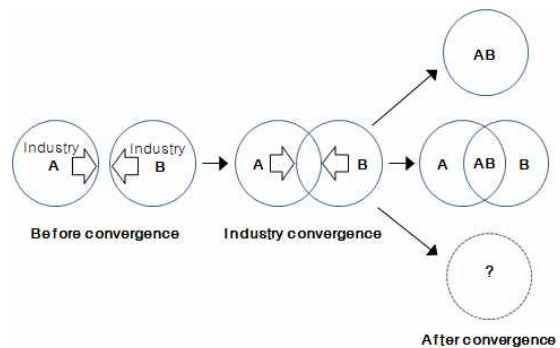 AB
Industry
A
Industry
B
A
B
A
AB
B
Before convergence
Industry convergence
?
After convergence